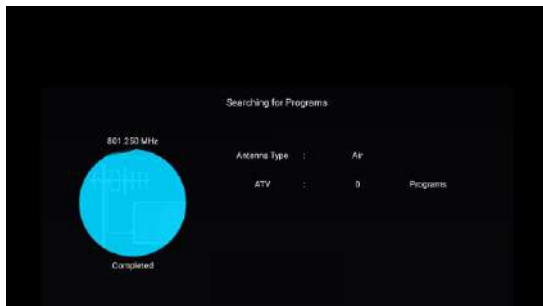 Searching for Programs
801.250 MHz
Antenna Type : Air
ATV : 0 Programs
Completed